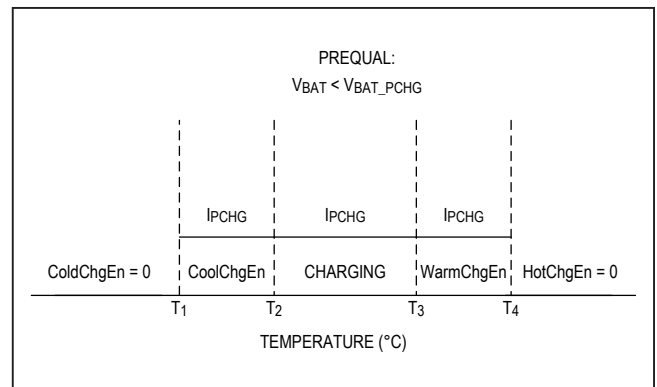 PREQUAL:
VBAT < VBAT_PCHG
IPCHG IPCHG IPCHG
ColdChgEn = 0 CoolChgEn CHARGING WarmChgEn HotChgEn = 0
T1 T2 T3 T4
TEMPERATURE (°C)